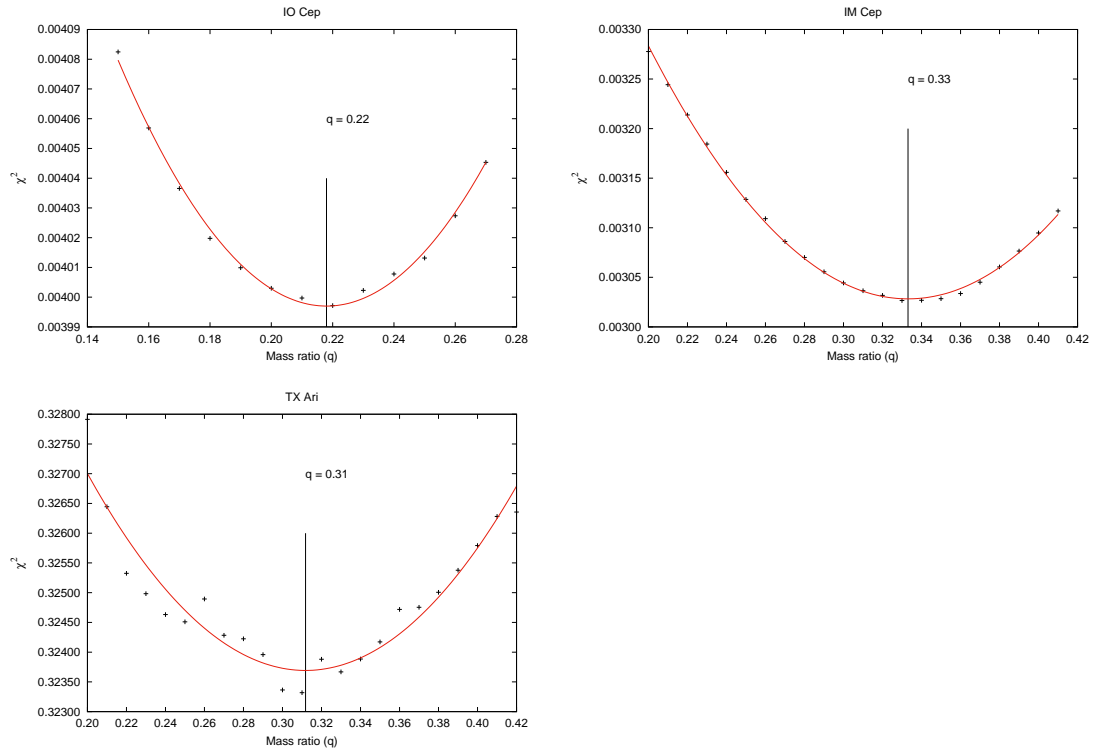 IO Cep
0.00409
0.00408
0.00407
0.00406
0.00405
0.00404
0.00403
0.00402
0.00401
0.00400
0.00399
χ²
q = 0.22
0.14 0.16 0.18 0.20 0.22 0.24 0.26 0.28
Mass ratio (q)
IM Cep
0.00330
0.00325
0.00320
0.00315
0.00310
0.00305
0.00300
χ²
q = 0.33
0.20 0.22 0.24 0.26 0.28 0.30 0.32 0.34 0.36 0.38 0.40 0.42
Mass ratio (q)
TX Ari
0.32800
0.32750
0.32700
0.32650
0.32600
0.32550
0.32500
0.32450
0.32400
0.32350
0.32300
χ²
q = 0.31
0.20 0.22 0.24 0.26 0.28 0.30 0.32 0.34 0.36 0.38 0.40 0.42
Mass ratio (q)